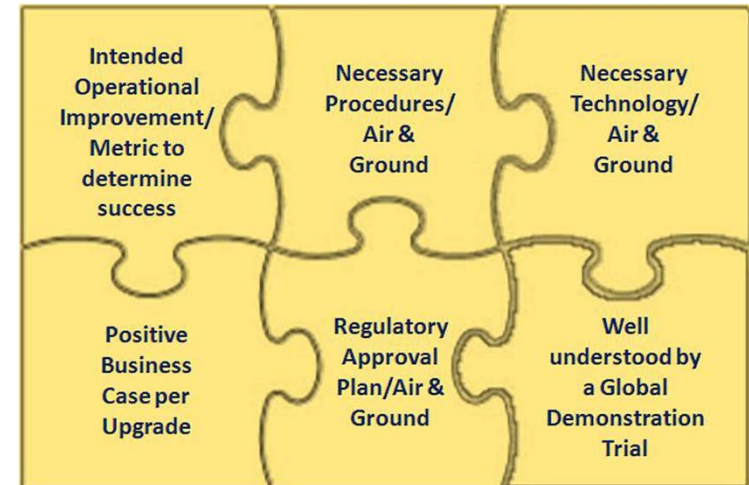 Intended
Operational
Improvement/
Metric to
determine
success
Necessary
Procedures/
Air &
Ground
Necessary
Technology/
Air &
Ground
Positive
Business
Case per
Upgrade
Regulatory
Approval
Plan/Air &
Ground
Well
understood by
a Global
Demonstration
Trial